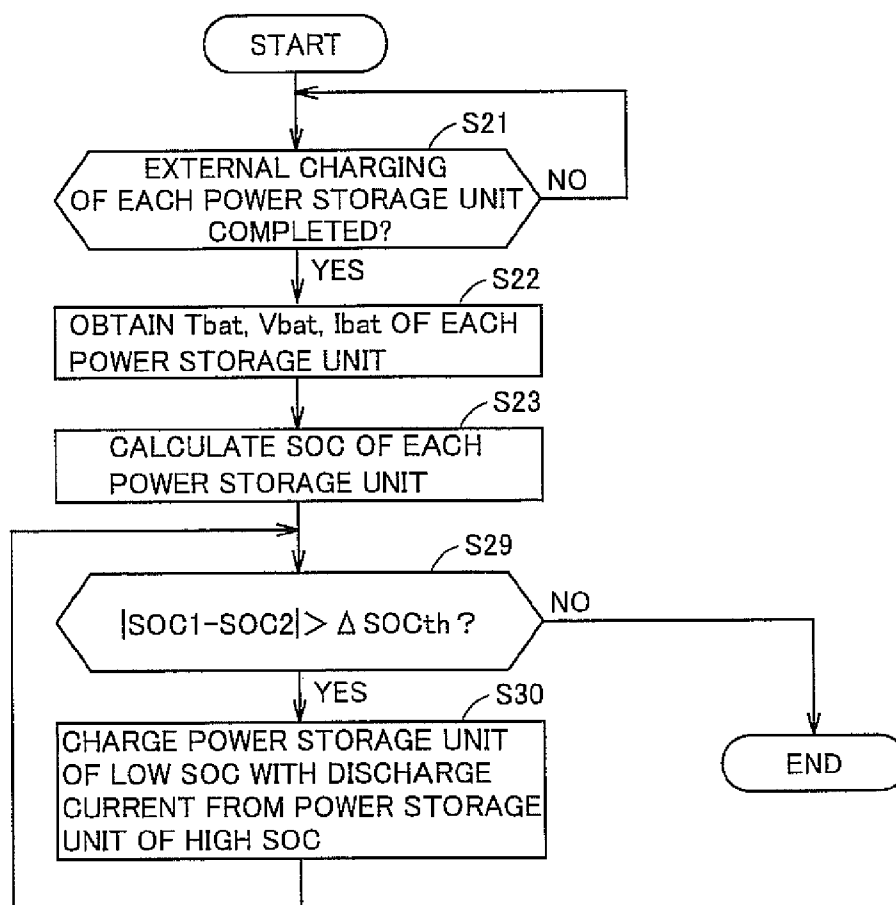 START
S21
EXTERNAL CHARGING
OF EACH POWER STORAGE UNIT
COMPLETED?
NO
YES
S22
OBTAIN Tbat, Vbat, Ibat OF EACH
POWER STORAGE UNIT
S23
CALCULATE SOC OF EACH
POWER STORAGE UNIT
S29
|SOC1-SOC2|> Δ SOCth ?
NO
YES
S30
CHARGE POWER STORAGE UNIT
OF LOW SOC WITH DISCHARGE
CURRENT FROM POWER STORAGE
UNIT OF HIGH SOC
END